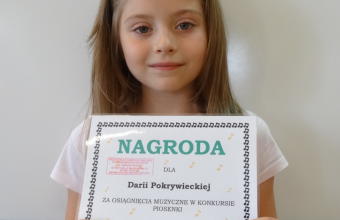 NAGRODA
DLA
Darii Pokrywieckiej
ZA OSIĄGNIĘCIA MUZYCZNE W KONKURSIE
PIOSENKI